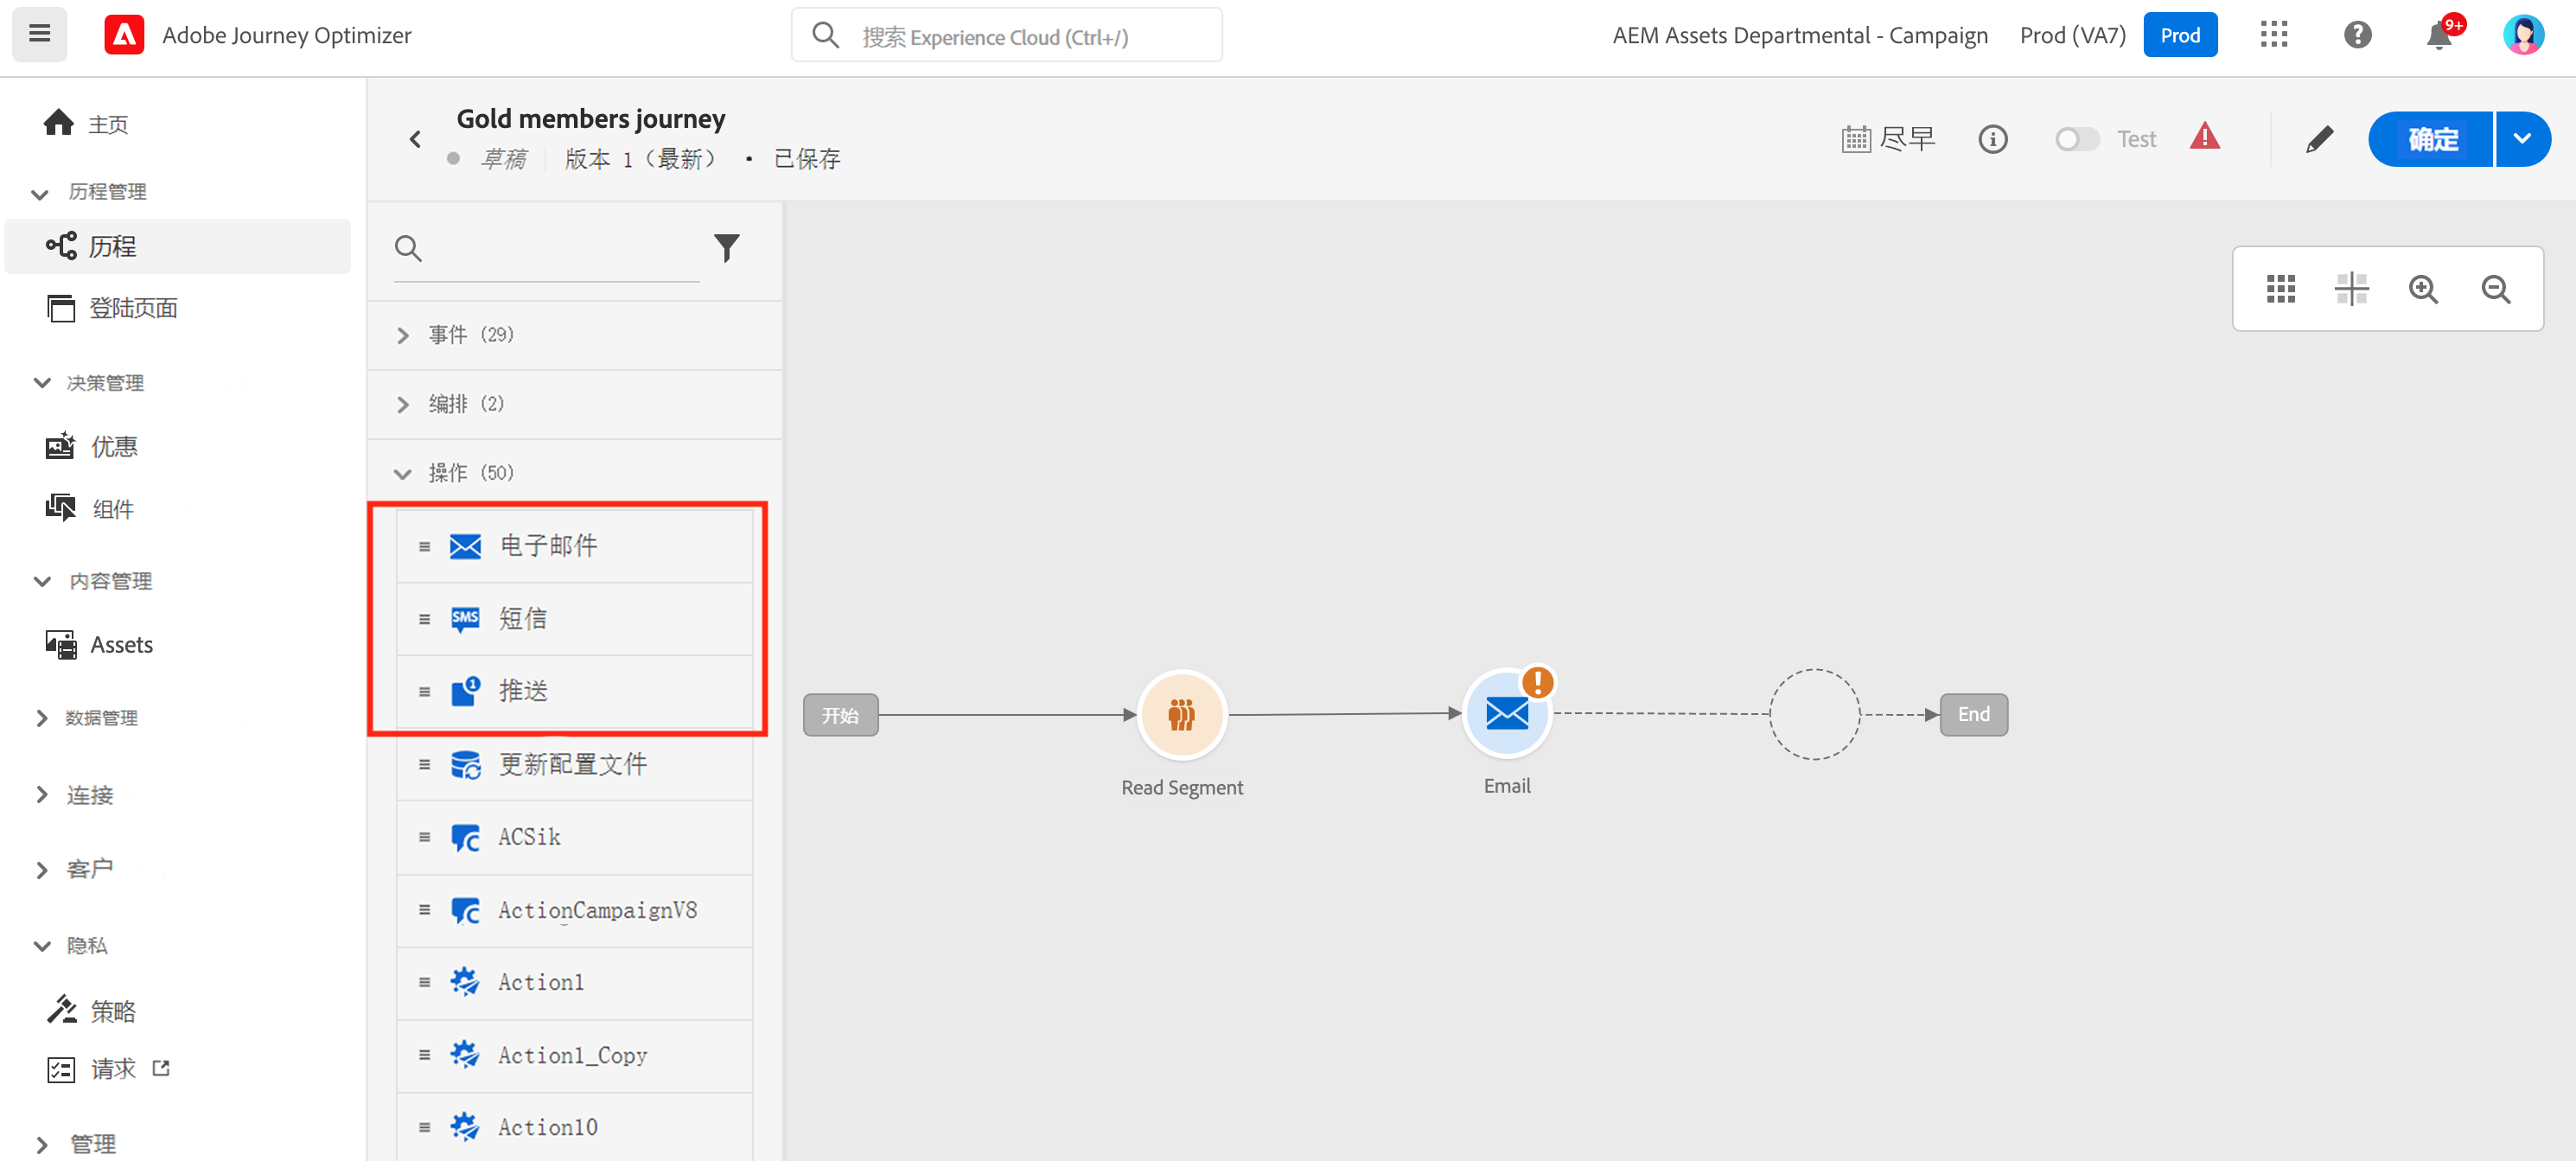 Adobe Journey Optimizer
搜索 Experience Cloud (Ctrl+/)
AEM Assets Departmental - Campaign
Prod (VA7)
Prod
9+
主页
历程管理
历程
登陆页面
决策管理
优惠
组件
内容管理
Assets
数据管理
连接
客户
隐私
策略
请求
管理
Gold members journey
草稿
版本 1（最新） • 已保存
尽早
Test
确定
事件 (29)
编排 (2)
操作 (50)
电子邮件
SMS 短信
1 推送
更新配置文件
ACSik
ActionCampaignV8
Action1
Action1_Copy
Action10
开始
Read Segment
Email
End